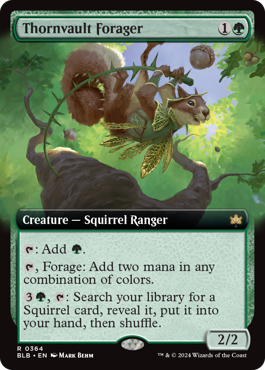 Thornvault Forager 1
: Add .
, Forage: Add two mana in any
combination of colors.
3 , : Search your library for a
Squirrel card, reveal it, put it into
your hand, then shuffle.
Creature — Squirrel Ranger
2/2
R 0364
BLB • EN Mark Behm
™ & © 2024 Wizards of the Coast